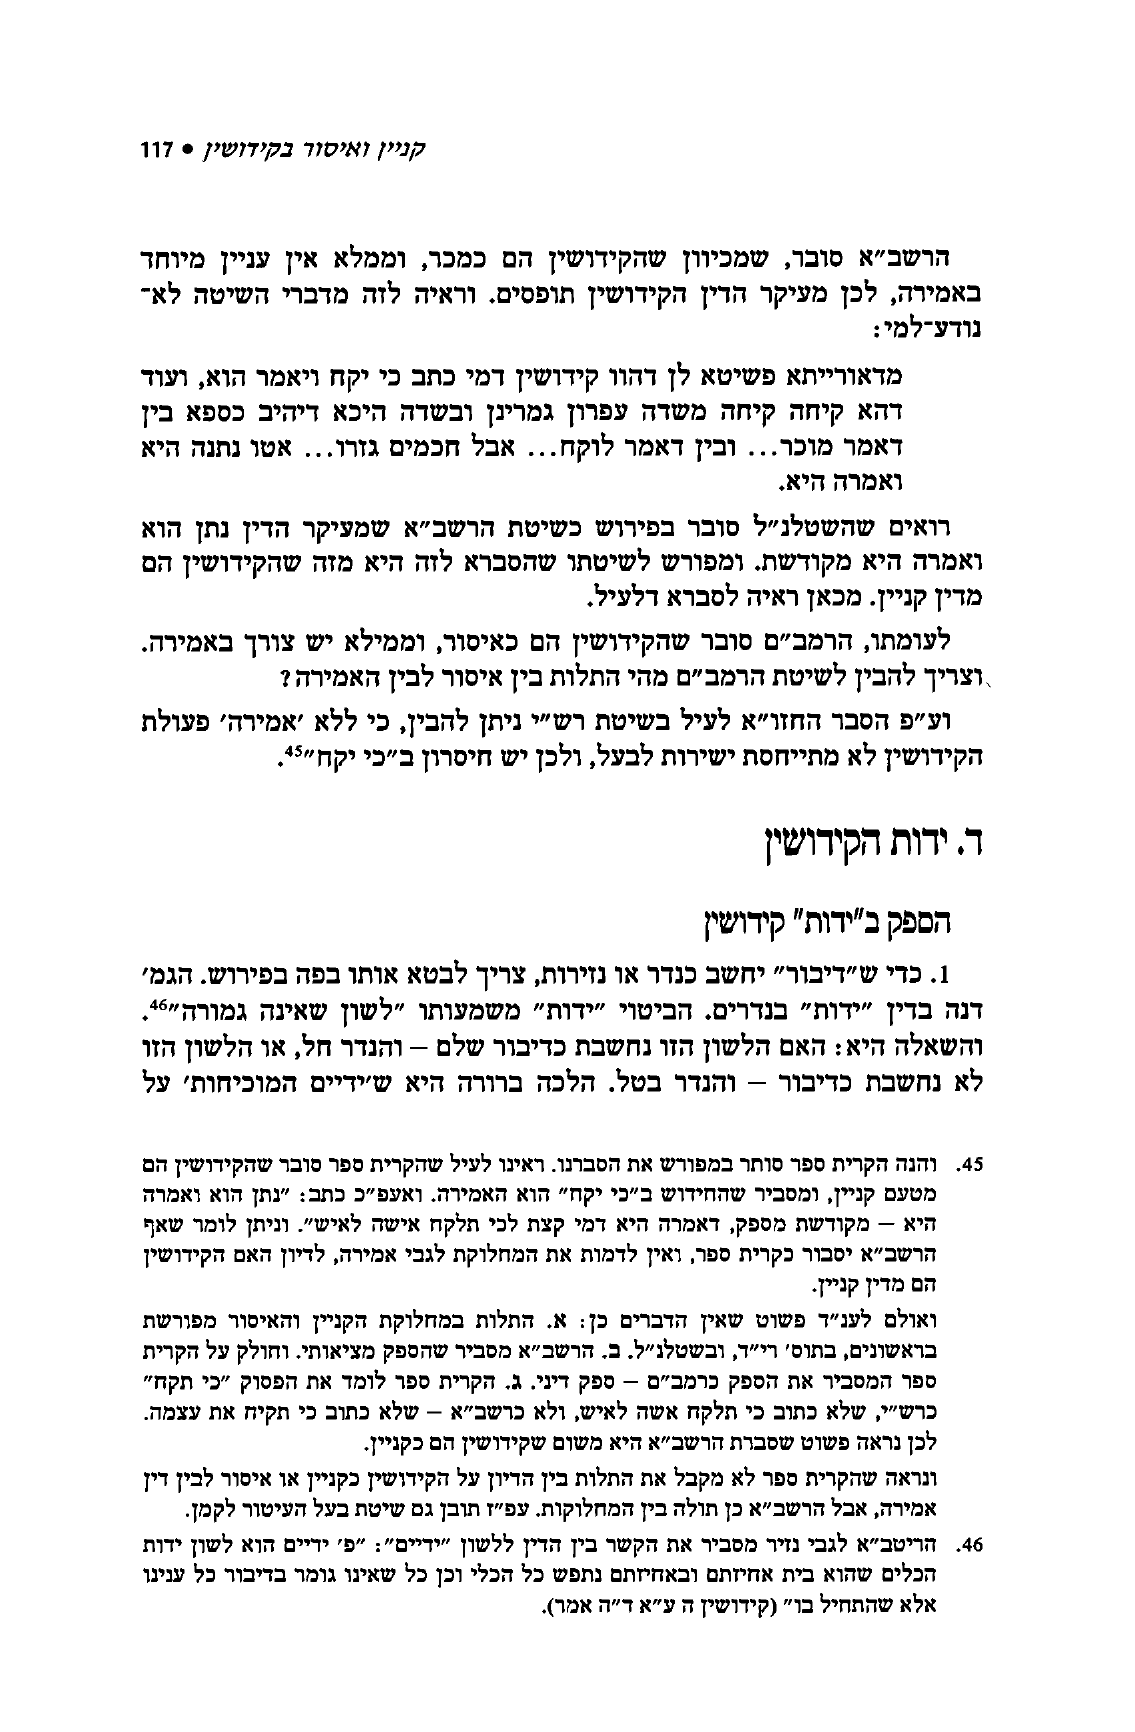 קניין ואיסור בקידושין • 117
הרשב"א סובר, שמכיוון שהקידושין הם כמכר, וממלא אין עניין מיוחד
באמירה, לכן מעיקר הדין הקידושין תופסים. וראיה לזה מדברי השיטה לא־
נודע־למי:
מדאורייתא פשיטא לן דהוו קידושין דמי כתב כי יקח ויאמר הוא, ועוד
דהא קיחה קיחה משדה עפרון גמרינן ובשדה היכא דיהיב כספא בין
דאמר מוכר... ובין דאמר לוקח... אבל חכמים גזרו... אטו נתנה היא
ואמרה היא.
רואים שהשטלנ"ל סובר בפירוש כשיטת הרשב"א שמעיקר הדין נתן הוא
ואמרה היא מקודשת. ומפורש לשיטתו שהסברא לזה היא מזה שהקידושין הם
מדין קניין. מכאן ראיה לסברא דלעיל.
לעומתו, הרמב"ם סובר שהקידושין הם כאיסור, וממילא יש צורך באמירה.
וצריך להבין לשיטת הרמב"ם מהי התלות בין איסור לבין האמירה?
וע"פ הסבר החזו"א לעיל בשיטת רש"י ניתן להבין, כי ללא 'אמירה' פעולת
הקידושין לא מתייחסת ישירות לבעל, ולכן יש חיסרון ב"כי יקח"45.
ד. ידות הקידושין
הספק ב"ידות" קידושין
1. כדי ש"דיבור" יחשב כנדר או נזירות, צריך לבטא אותו בפה בפירוש. הגמ'
דנה בדין "ידות" בנדרים. הביטוי "ידות" משמעותו "לשון שאינה גמורה"46.
והשאלה היא: האם הלשון הזו נחשבת כדיבור שלם – והנדר חל, או הלשון הזו
לא נחשבת כדיבור – והנדר בטל. הלכה ברורה היא ש'ידיים המוכיחות' על
45. והנה הקרית ספר סותר במפורש את הסברנו. ראינו לעיל שהקרית ספר סובר שהקידושין הם
מטעם קניין, ומסביר שהחידוש ב"כי יקח" הוא האמירה. ואעפ"כ כתב: "נתן הוא ואמרה
היא – מקודשת מספק, דאמרה היא דמי קצת לכי תלקח אישה לאיש". וניתן לומר שאף
הרשב"א יסבור כקרית ספר, ואין לדמות את המחלוקת לגבי אמירה, לדיון האם הקידושין
הם מדין קניין.
ואולם לענ"ד פשוט שאין הדברים כן: א. התלות במחלוקת הקניין והאיסור מפורשת
בראשונים, בתוס' רי"ד, ובשטלנ"ל. ב. הרשב"א מסביר שהספק מציאותי. וחולק על הקרית
ספר המסביר את הספק כרמב"ם – ספק דיני. ג. הקרית ספר לומד את הפסוק "כי תקח"
כרש"י, שלא כתוב כי תלקח אשה לאיש, ולא כרשב"א – שלא כתוב כי תקיח את עצמה.
לכן נראה פשוט שסברת הרשב"א היא משום שקידושין הם כקניין.
ונראה שהקרית ספר לא מקבל את התלות בין הדיון על הקידושין כקניין או איסור לבין דין
אמירה, אבל הרשב"א כן תולה בין המחלוקות. עפ"ז תובן גם שיטת בעל העיטור לקמן.
46. הריטב"א לגבי נזיר מסביר את הקשר בין הדין ללשון "ידיים": "פ' ידיים הוא לשון ידות
הכלים שהוא בית אחיזתם ובאחיזתם נתפש כל הכלי וכן כל שאינו גומר בדיבור כל ענינו
אלא שהתחיל בו" (קידושין ה ע"א ד"ה אמר).